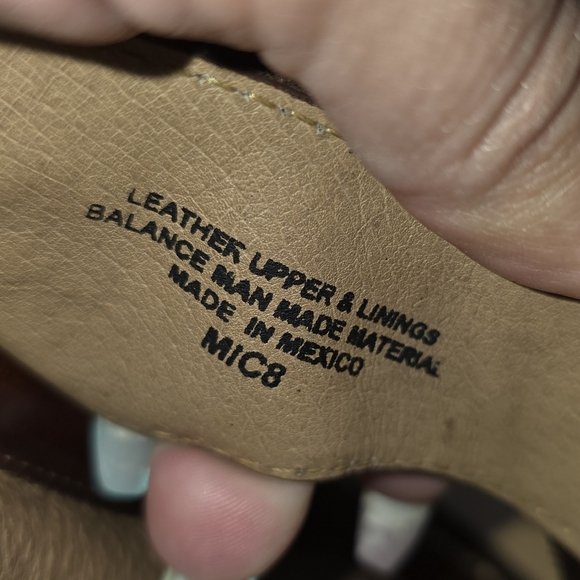 LEATHER UPPER & LININGS
BALANCE MAN MADE MATERIAL
MADE IN MEXICO
MIC8